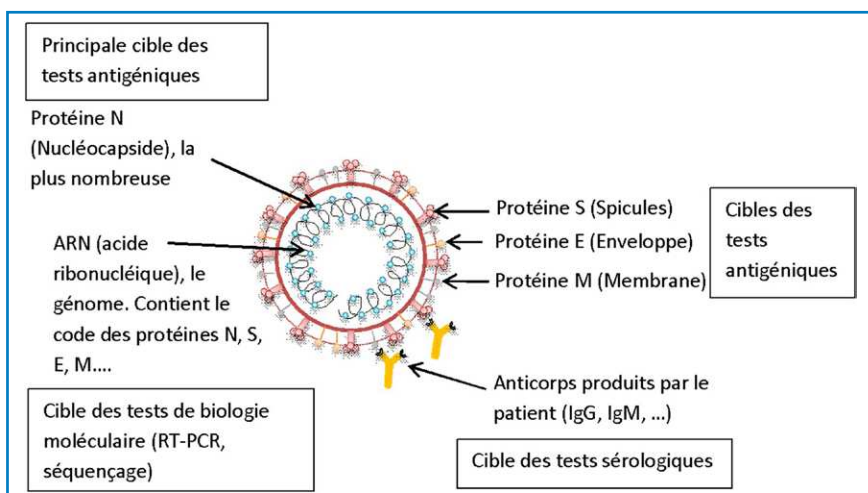 Principale cible des
tests antigéniques
Protéine N
(Nucléocapside), la
plus nombreuse
ARN (acide
ribonucléique), le
génome. Contient le
code des protéines N, S,
E, M....
Cible des tests de biologie
moléculaire (RT-PCR,
séquençage)
Protéine S (Spicules)
Protéine E (Enveloppe)
Protéine M (Membrane)
Cibles des
tests
antigéniques
Anticorps produits par le
patient (IgG, IgM, ...)
Cible des tests sérologiques